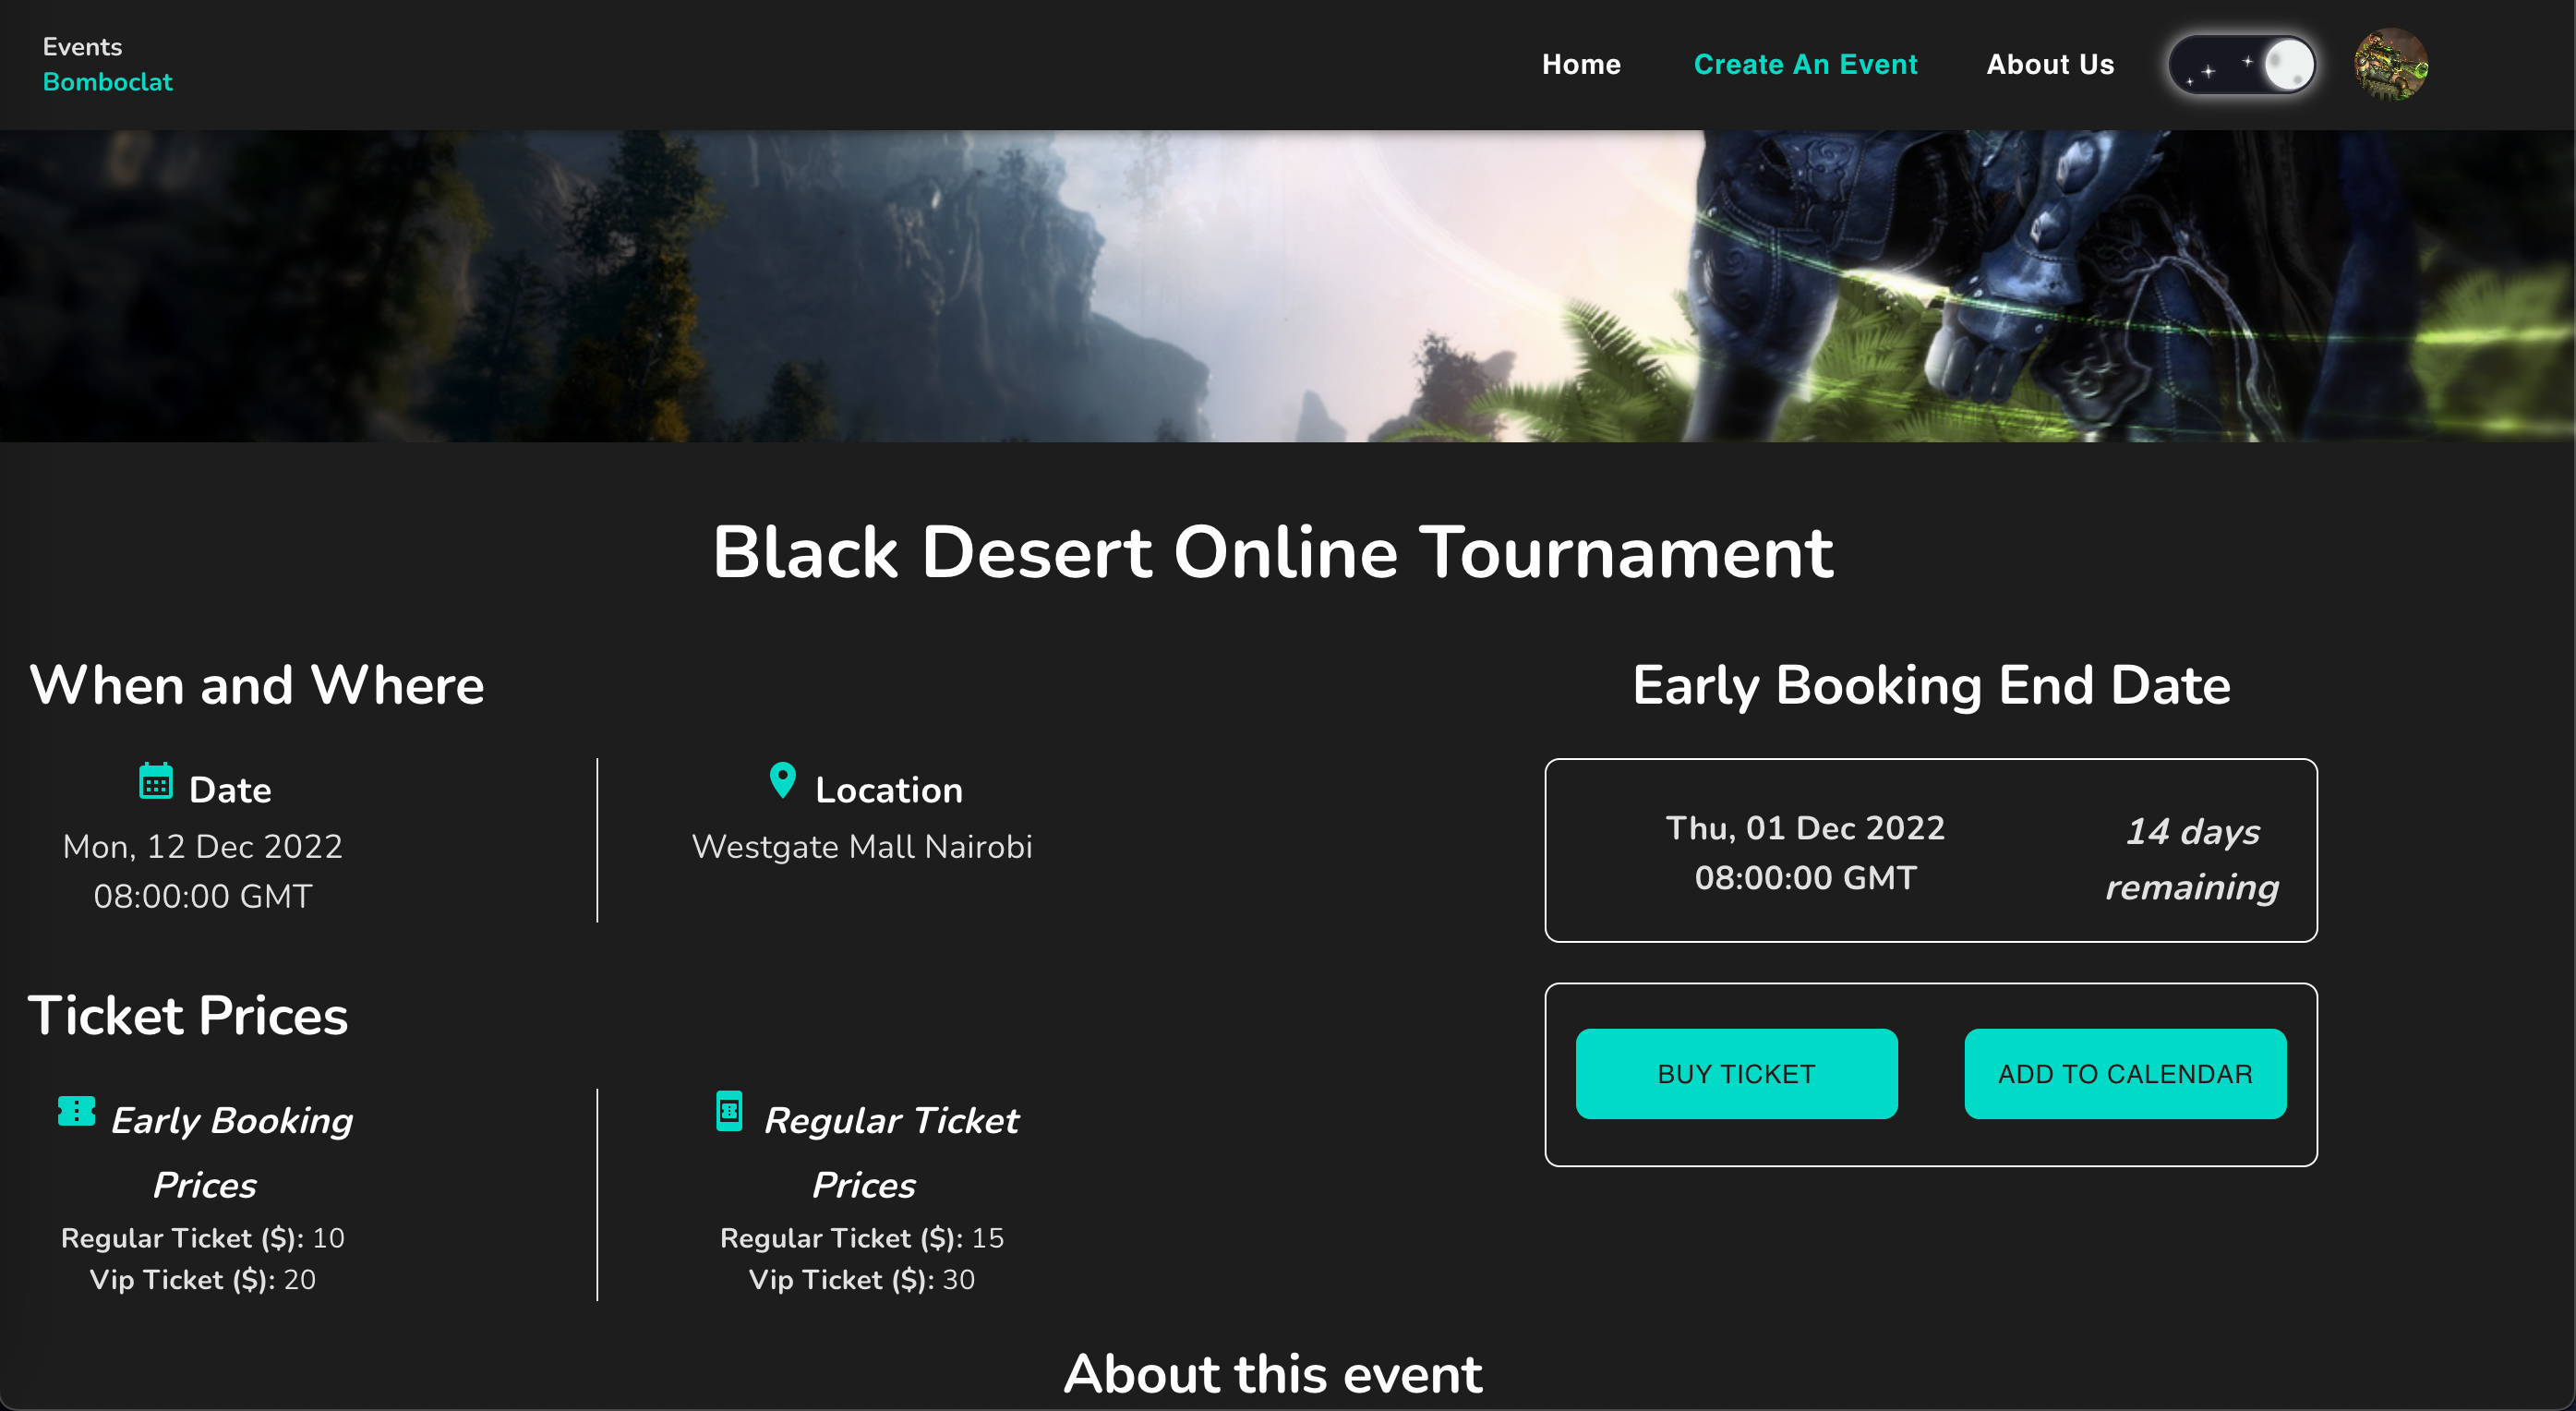 Events
Bomboclat
Home
Create An Event
About Us
Black Desert Online Tournament
When and Where
Date
Mon, 12 Dec 2022
08:00:00 GMT
Location
Westgate Mall Nairobi
Early Booking End Date
Thu, 01 Dec 2022
08:00:00 GMT
14 days
remaining
BUY TICKET
ADD TO CALENDAR
Ticket Prices
Early Booking
Prices
Regular Ticket ($): 10
Vip Ticket ($): 20
Regular Ticket
Prices
Regular Ticket ($): 15
Vip Ticket ($): 30
About this event